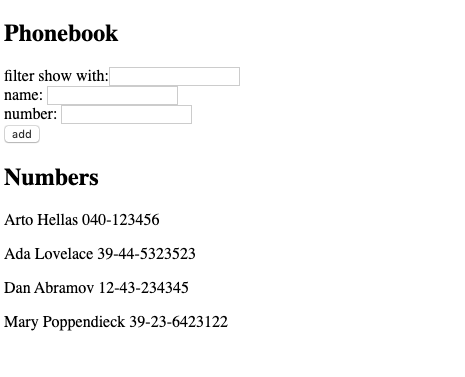 Phonebook
filter show with:
name:
number:
add
Numbers
Arto Hellas 040-123456
Ada Lovelace 39-44-5323523
Dan Abramov 12-43-234345
Mary Poppendieck 39-23-6423122